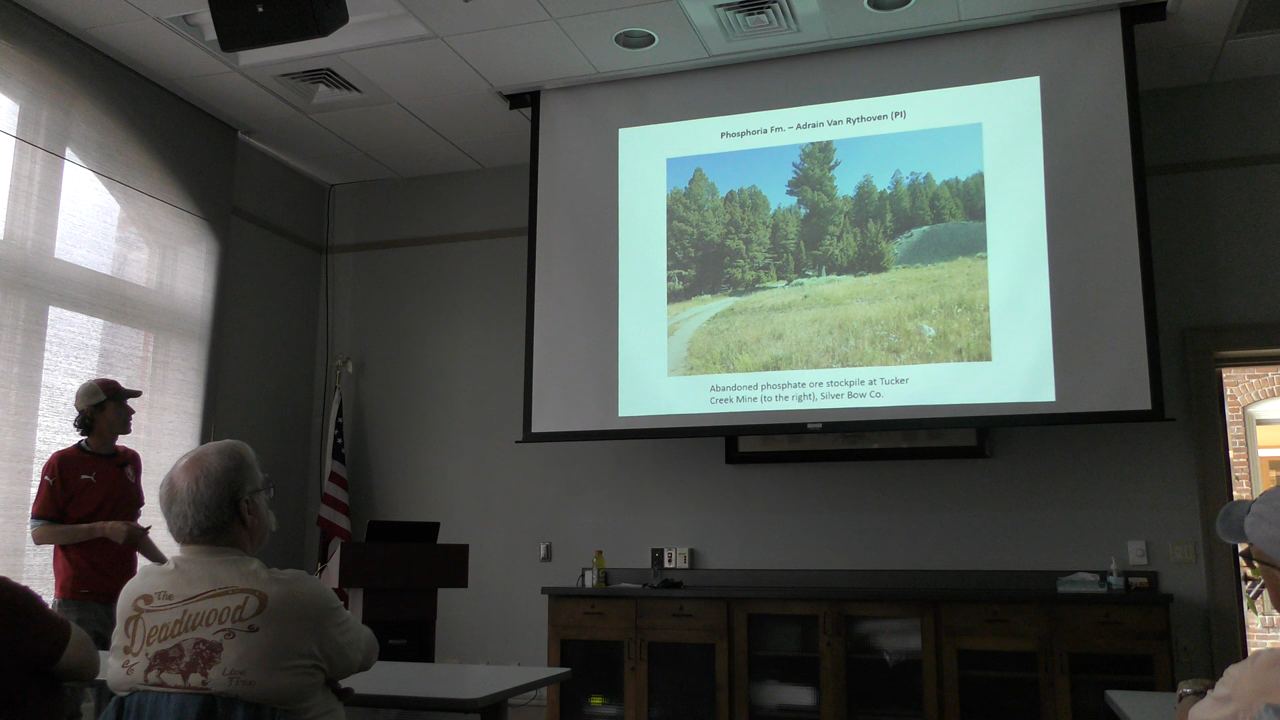 Phosphoria Fm. – Adrain Van Rythoven (PI)
Abandoned phosphate ore stockpile at Tucker
Creek Mine (to the right), Silver Bow Co.
The
Deadwood